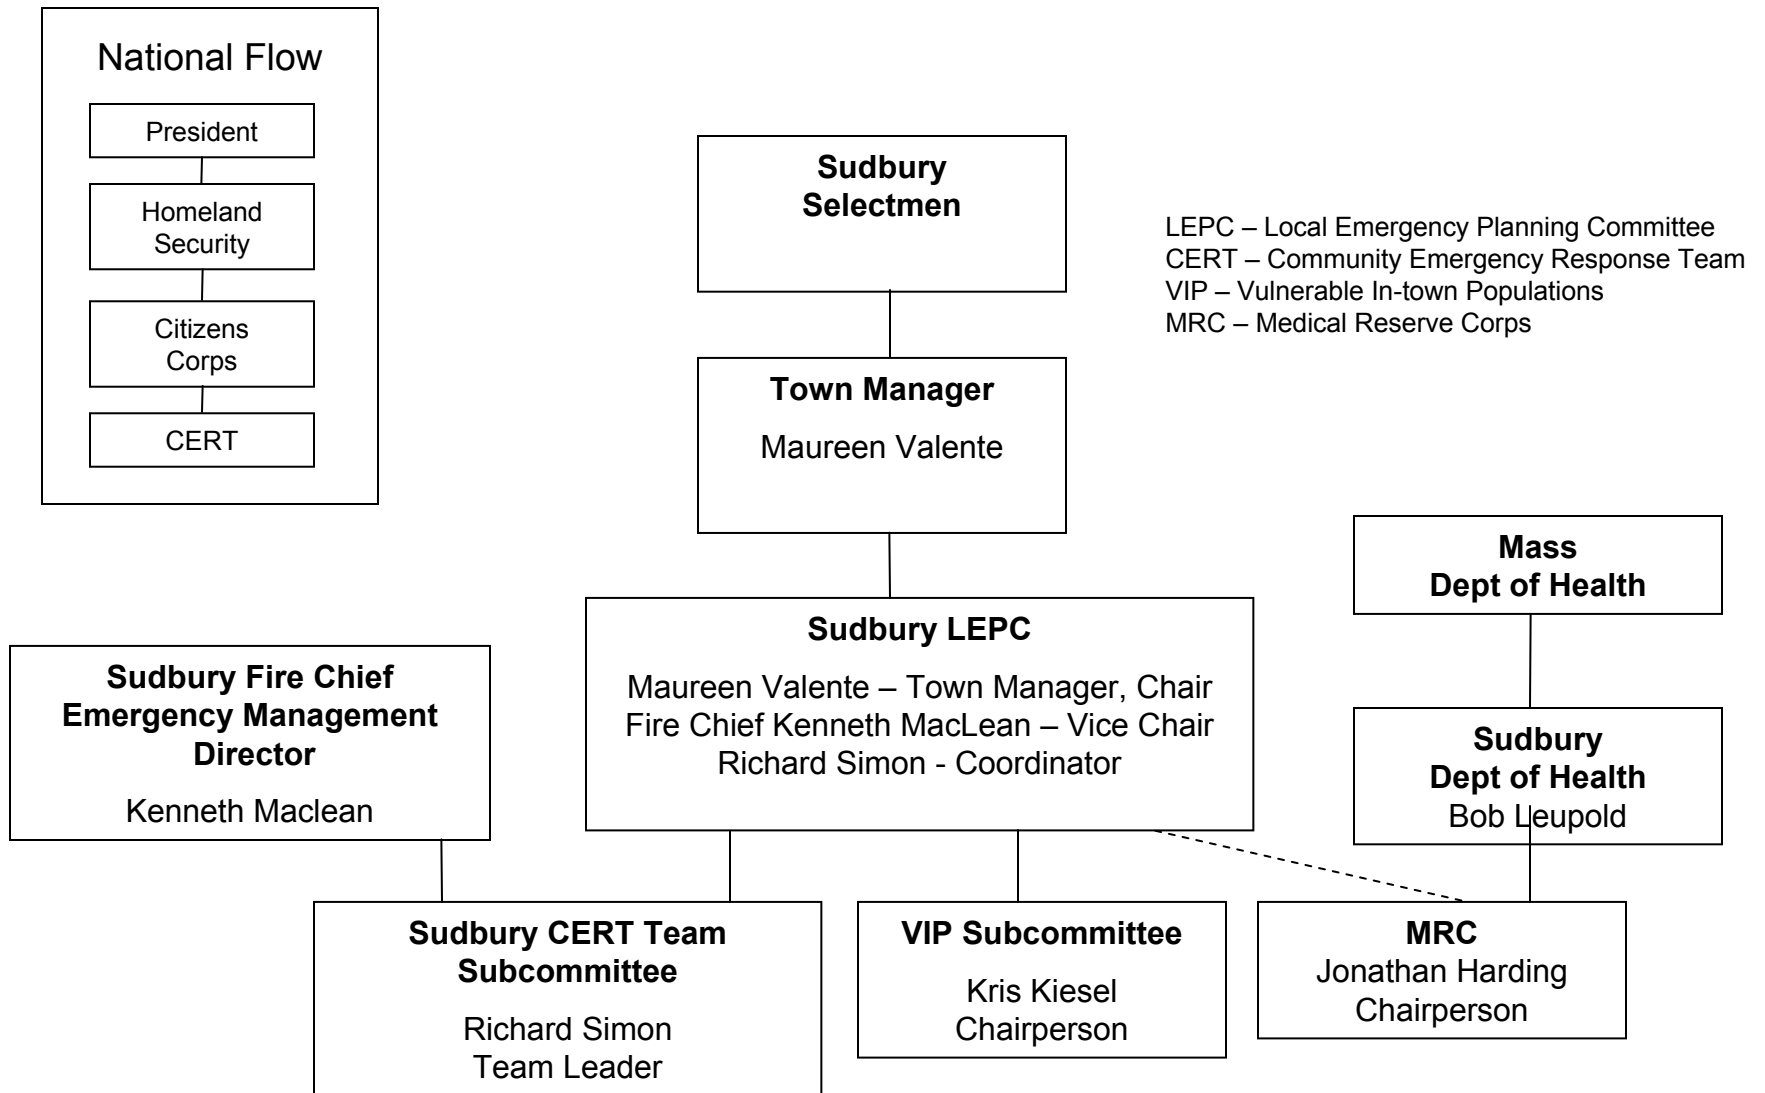 National Flow
President
Homeland
Security
Citizens
Corps
CERT
Sudbury
Selectmen
LEPC – Local Emergency Planning Committee
CERT – Community Emergency Response Team
VIP – Vulnerable In-town Populations
MRC – Medical Reserve Corps
Town Manager
Maureen Valente
Mass
Dept of Health
Sudbury Fire Chief
Emergency Management
Director
Kenneth Maclean
Sudbury LEPC
Maureen Valente – Town Manager, Chair
Fire Chief Kenneth MacLean – Vice Chair
Richard Simon - Coordinator
Sudbury
Dept of Health
Bob Leupold
Sudbury CERT Team
Subcommittee
Richard Simon
Team Leader
VIP Subcommittee
Kris Kiesel
Chairperson
MRC
Jonathan Harding
Chairperson